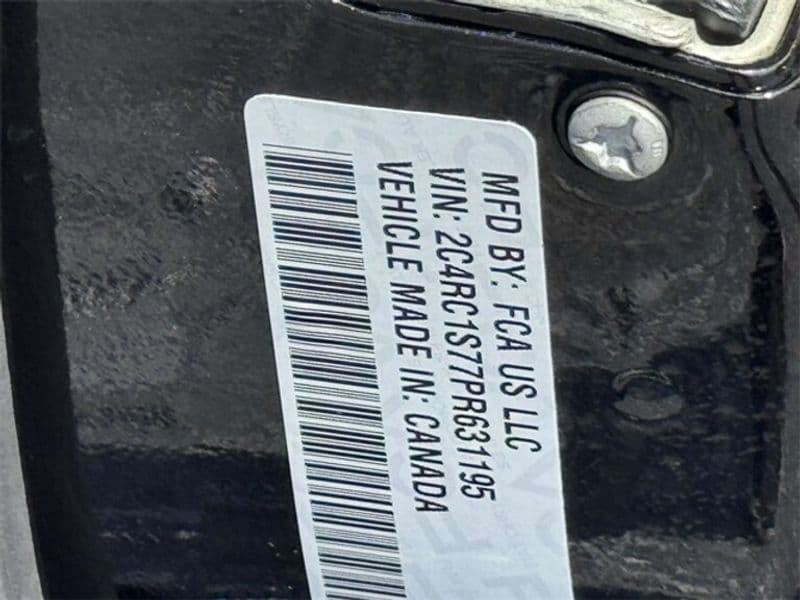 MFD BY: FCA US LLC
VIN: 2C4RC1S77PR631195
VEHICLE MADE IN: CANADA